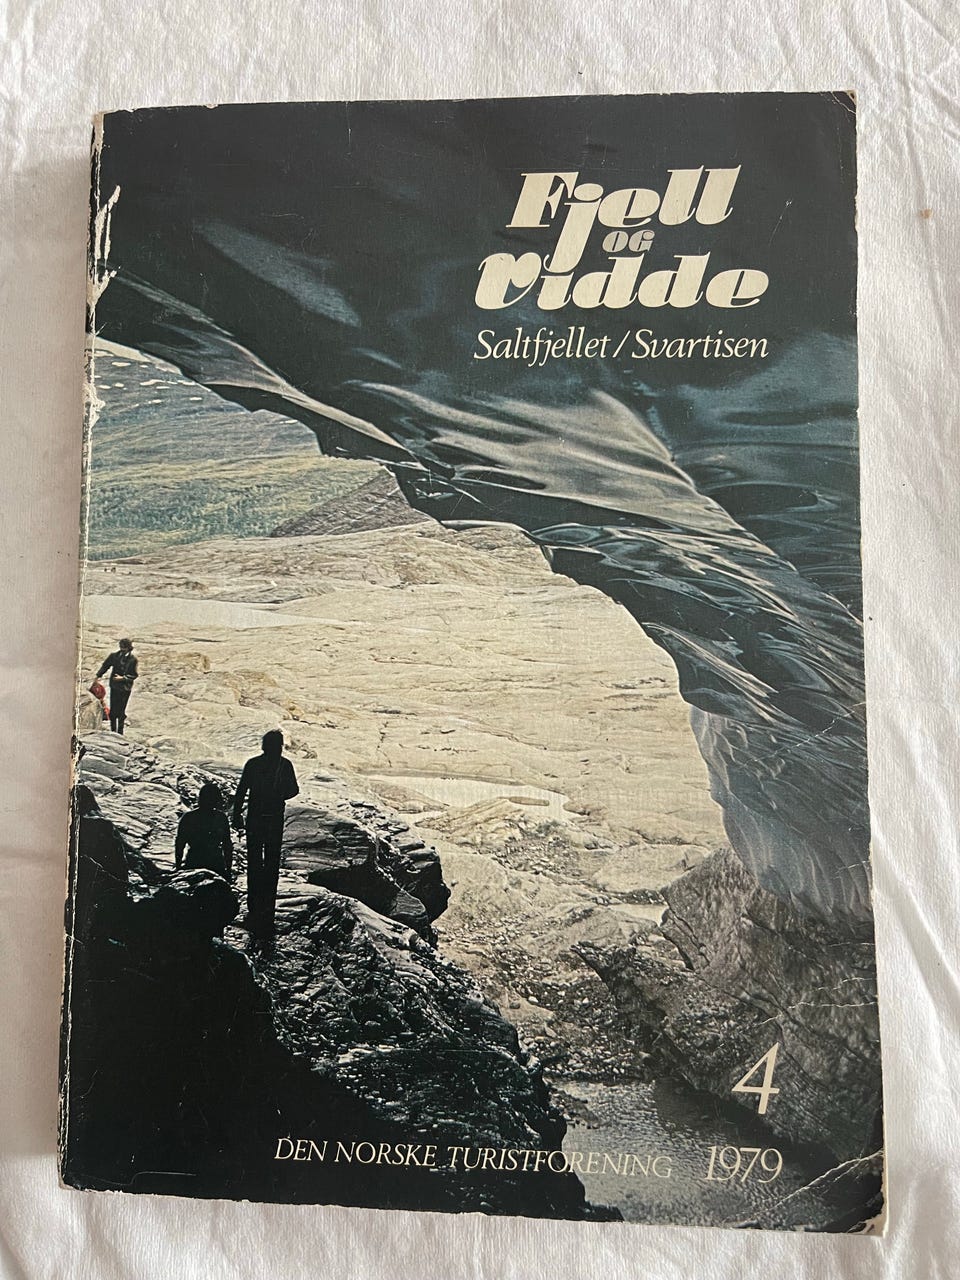 Fjell
OG
Vidde
Saltfjellet/Svartisen
4
DEN NORSKE TURISTFORENING 1979